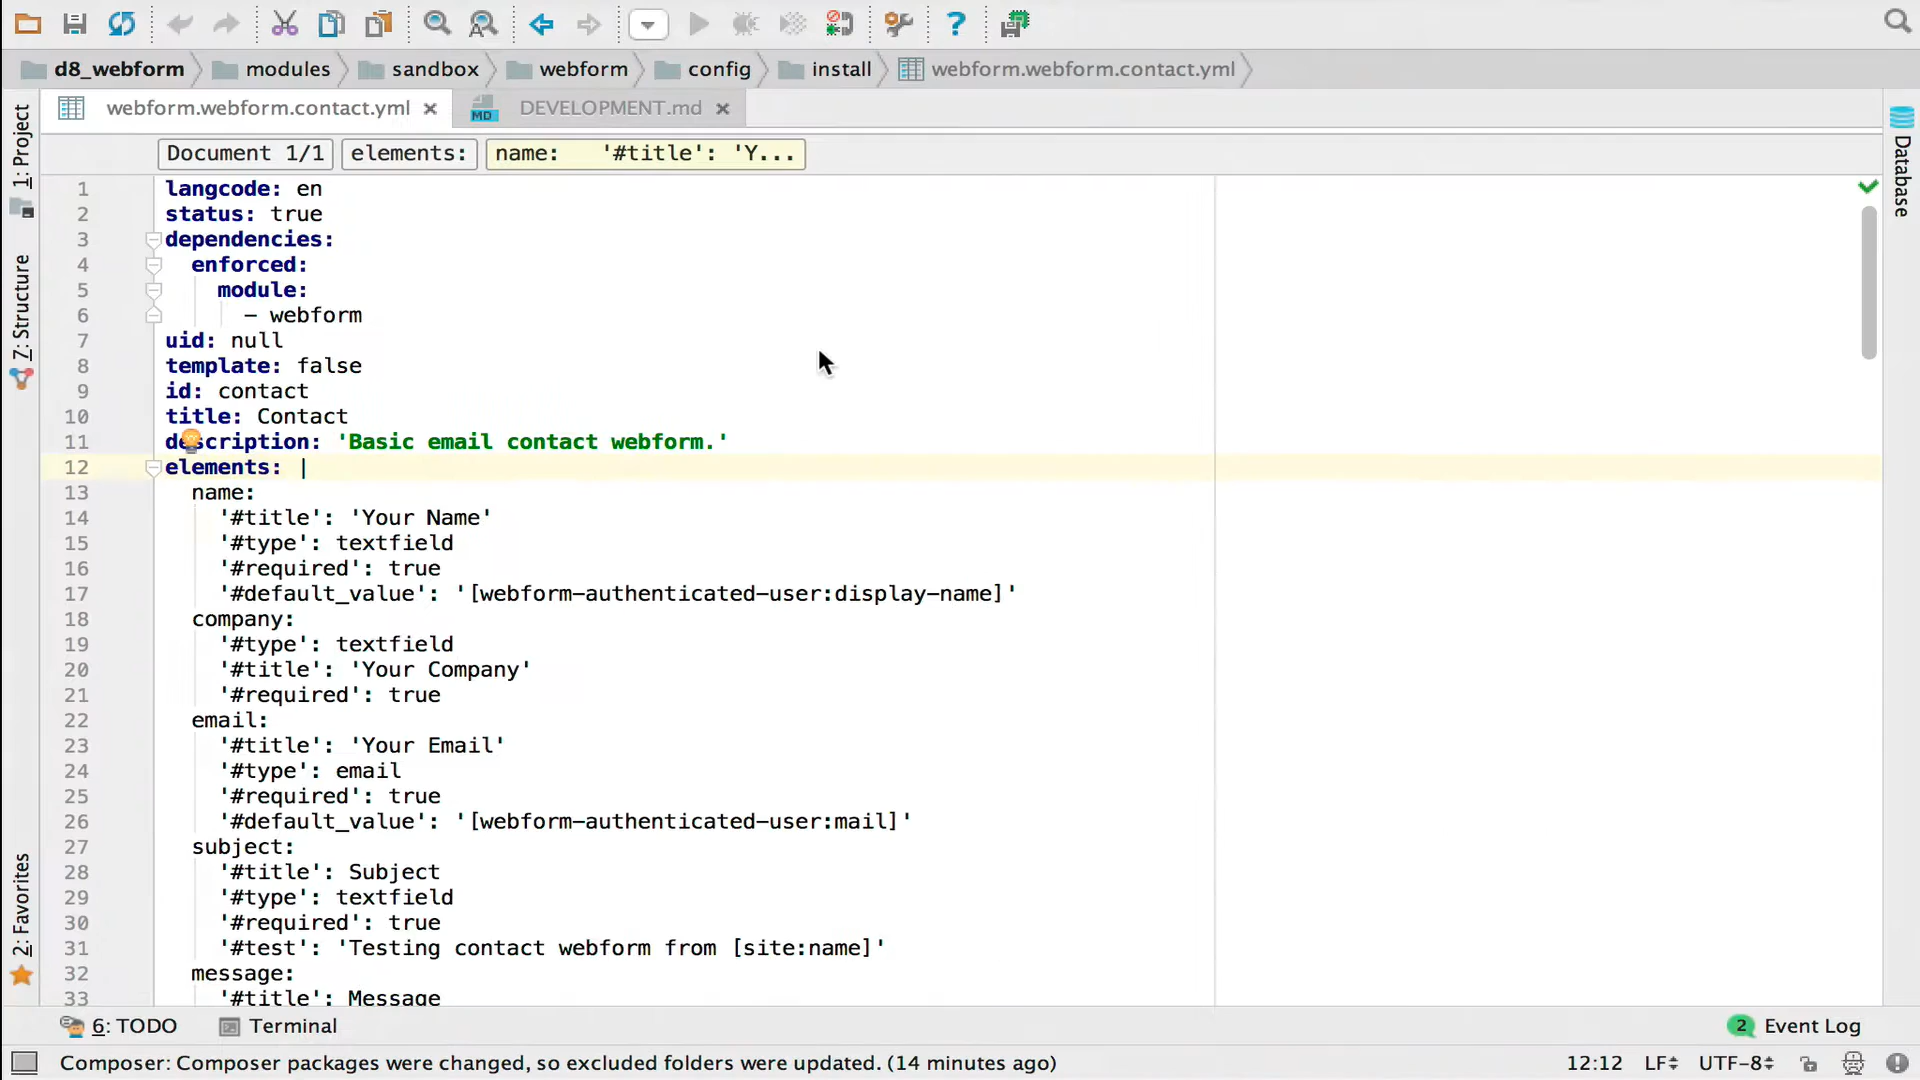 d8_webform modules sandbox webform config install webform.webform.contact.yml
webform.webform.contact.yml DEVELOPMENT.md
MD
Document 1/1 elements: name: '#title': 'Y...
1: Project
7: Structure
2: Favorites
Database
1 langcode: en
2 status: true
3 dependencies:
4 enforced:
5 module:
6 - webform
7 uid: null
8 template: false
9 id: contact
10 title: Contact
11 description: 'Basic email contact webform.'
12 elements: |
13 name:
14 '#title': 'Your Name'
15 '#type': textfield
16 '#required': true
17 '#default_value': '[webform-authenticated-user:display-name]'
18 company:
19 '#type': textfield
20 '#title': 'Your Company'
21 '#required': true
22 email:
23 '#title': 'Your Email'
24 '#type': email
25 '#required': true
26 '#default_value': '[webform-authenticated-user:mail]'
27 subject:
28 '#title': Subject
29 '#type': textfield
30 '#required': true
31 '#test': 'Testing contact webform from [site:name]'
32 message:
33 '#title': Message
6: TODO Terminal 2 Event Log
Composer: Composer packages were changed, so excluded folders were updated. (14 minutes ago) 12:12 LF UTF-8